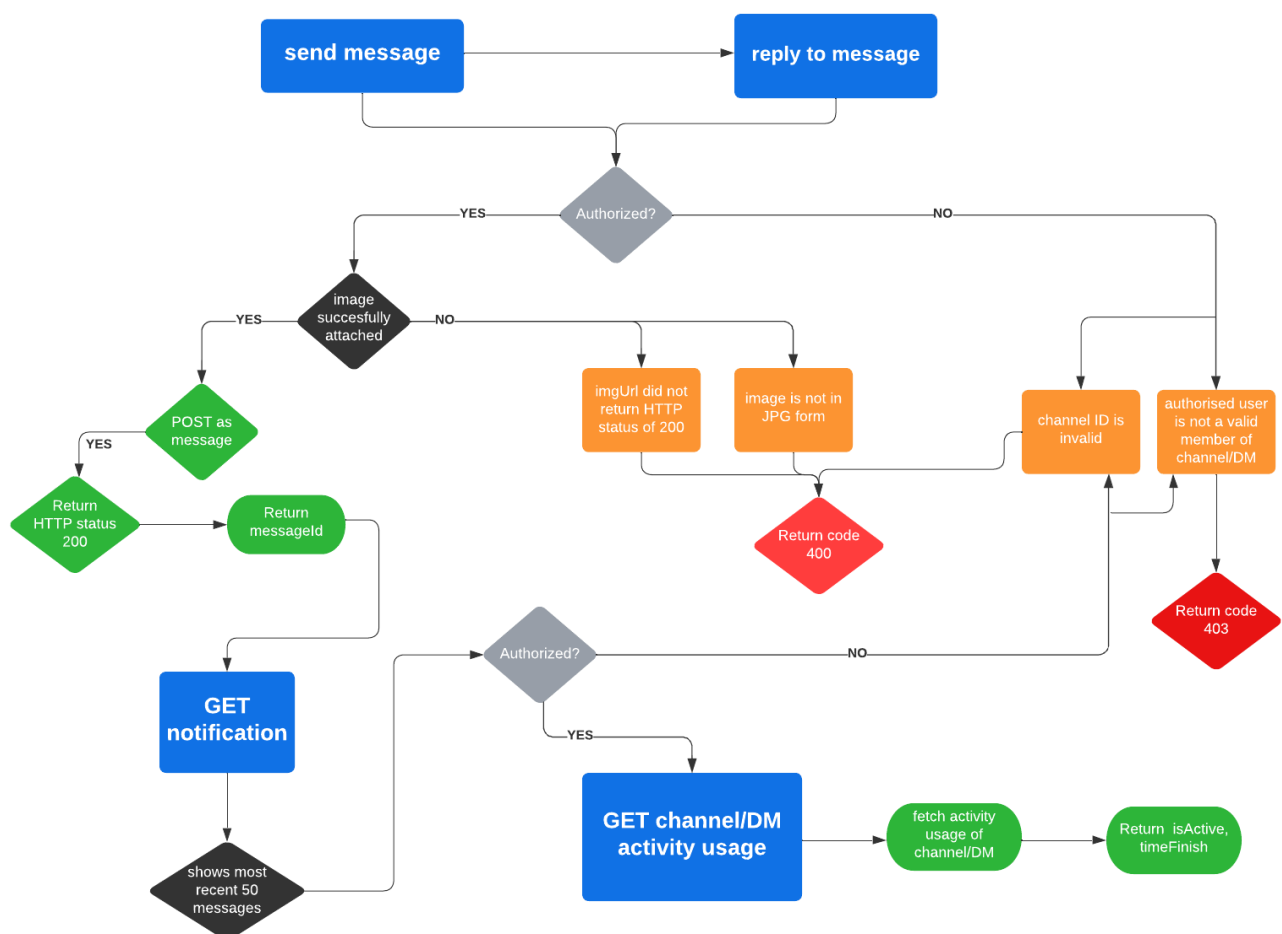 send message
reply to message
Authorized?
YES
NO
image
succesfully
attached
YES
NO
imgUrl did not
return HTTP
status of 200
image is not in
JPG form
channel ID is
invalid
authorised user
is not a valid
member of
channel/DM
POST as
message
YES
Return
HTTP status
200
Return
messageId
Return code
400
Return code
403
Authorized?
NO
YES
GET
notification
shows most
recent 50
messages
GET channel/DM
activity usage
fetch activity
usage of
channel/DM
Return  isActive,
timeFinish